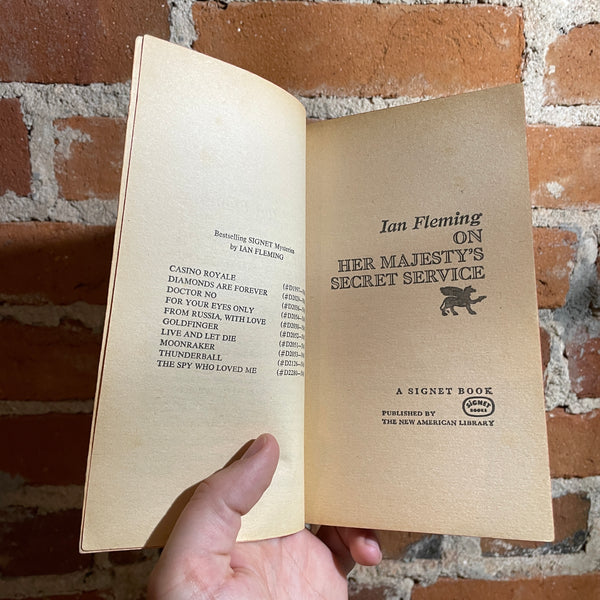 Bestselling SIGNET Mysteries
by IAN FLEMING
CASINO ROYALE
DIAMONDS ARE FOREVER
DOCTOR NO
FOR YOUR EYES ONLY
FROM RUSSIA, WITH LOVE
GOLDFINGER
LIVE AND LET DIE
MOONRAKER
THUNDERBALL
THE SPY WHO LOVED ME
Ian Fleming
ON
HER MAJESTY'S
SECRET SERVICE
A SIGNET BOOK
PUBLISHED BY
THE NEW AMERICAN LIBRARY
SIGNET
BOOKS